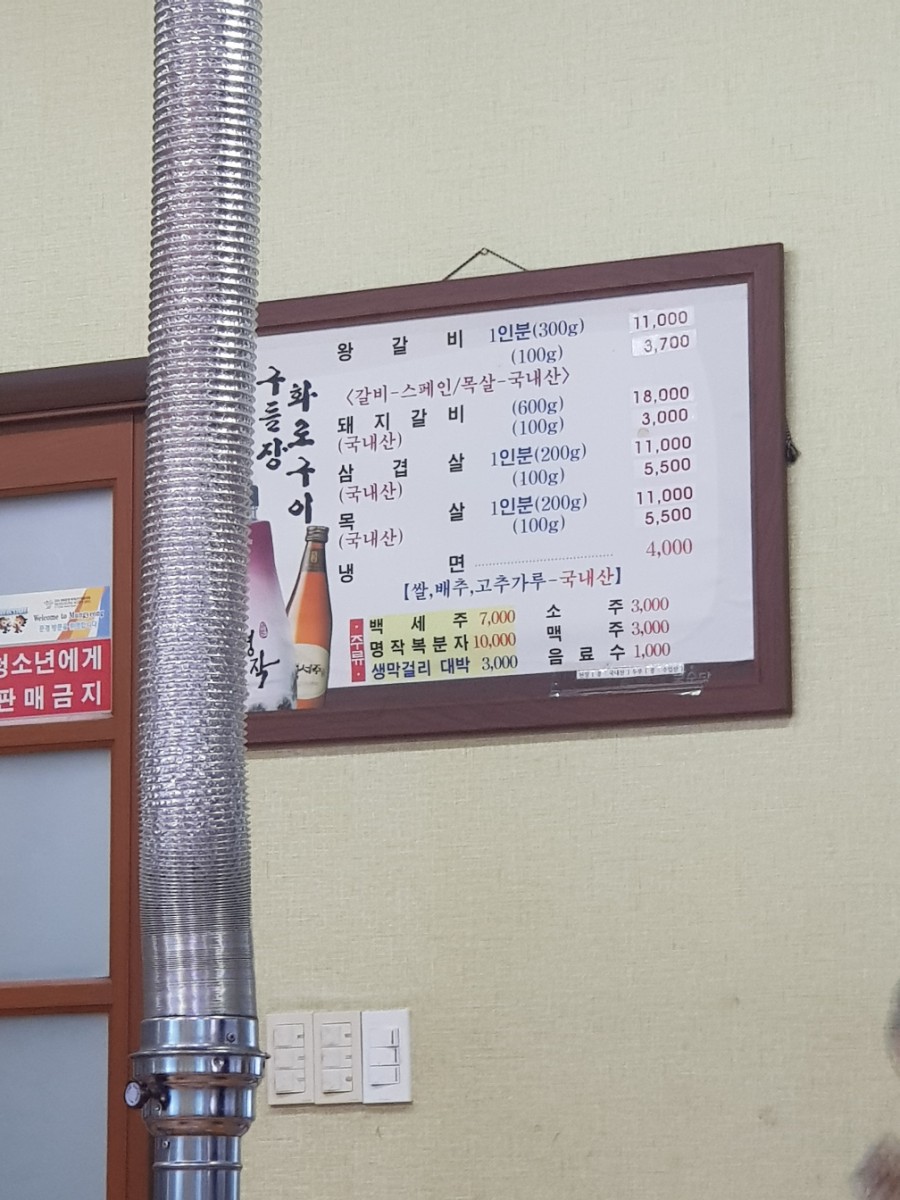 구들장
화로구이
왕 갈 비 1인분(300g) 11,000
(100g) 3,700
<갈비-스페인/목살-국내산>
돼 지 갈 비 (600g) 18,000
(국내산) (100g) 3,000
삼 겹 살 1인분(200g) 11,000
(국내산) (100g) 5,500
목 살 1인분(200g) 11,000
(국내산) (100g) 5,500
냉 면 4,000
【쌀,배추,고추가루-국내산】
·주류·
백 세 주 7,000
명작복분자 10,000
생막걸리 대박 3,000
소 주 3,000
맥 주 3,000
음 료 수 1,000
작
Welcome to Mungyeong
청소년에게
판매금지